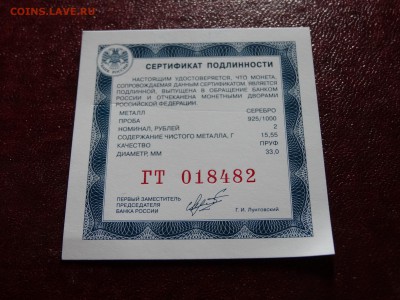 COINS.LAVE.RU
СЕРТИФИКАТ ПОДЛИННОСТИ
НАСТОЯЩИМ УДОСТОВЕРЯЕТСЯ, ЧТО МОНЕТА,
СОПРОВОЖДАЕМАЯ ДАННЫМ СЕРТИФИКАТОМ, ЯВЛЯЕТСЯ
ПОДЛИННОЙ, ВЫПУЩЕНА В ОБРАЩЕНИЕ БАНКОМ
РОССИИ И ОТЧЕКАНЕНА МОНЕТНЫМИ ДВОРАМИ
РОССИЙСКОЙ ФЕДЕРАЦИИ.
МЕТАЛЛ СЕРЕБРО
ПРОБА 925/1000
НОМИНАЛ, РУБЛЕЙ 2
СОДЕРЖАНИЕ ЧИСТОГО МЕТАЛЛА, Г 15,55
КАЧЕСТВО ПРУФ
ДИАМЕТР, ММ 33,0
ГТ 018482
ПЕРВЫЙ ЗАМЕСТИТЕЛЬ
ПРЕДСЕДАТЕЛЯ
БАНКА РОССИИ Г. И. Лунтовский